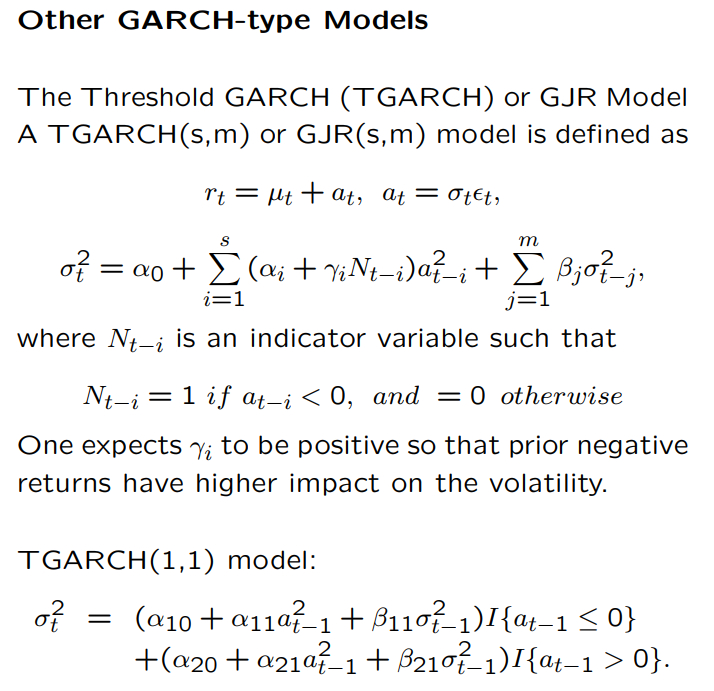 Other GARCH-type Models
The Threshold GARCH (TGARCH) or GJR Model
A TGARCH(s,m) or GJR(s,m) model is defined as
r_t = μ_t + a_t, a_t = σ_t ϵ_t,
σ_t^2 = α_0 + ∑_{i=1}^{s} (α_i + γ_i N_{t−i}) a_{t−i}^2 + ∑_{j=1}^{m} β_j σ_{t−j}^2,
where N_{t−i} is an indicator variable such that
N_{t−i} = 1 if a_{t−i} < 0, and = 0 otherwise
One expects γ_i to be positive so that prior negative
returns have higher impact on the volatility.
TGARCH(1,1) model:
σ_t^2 = (α_{10} + α_{11} a_{t−1}^2 + β_{11} σ_{t−1}^2) I{a_{t−1} ≤ 0}
+(α_{20} + α_{21} a_{t−1}^2 + β_{21} σ_{t−1}^2) I{a_{t−1} > 0}.